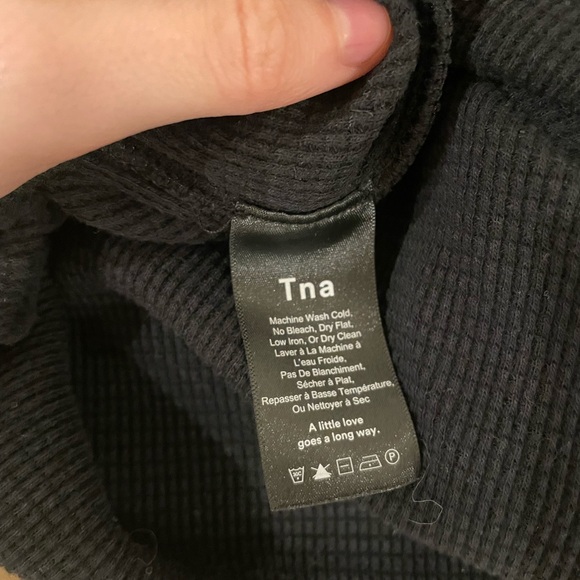 Tna
Machine Wash Cold,
No Bleach, Dry Flat,
Low Iron, Or Dry Clean
Laver à La Machine à
L'eau Froide,
Pas De Blanchiment,
Sécher à Plat,
Repasser à Basse Température,
Ou Nettoyer à Sec
A little love
goes a long way.
30C
P